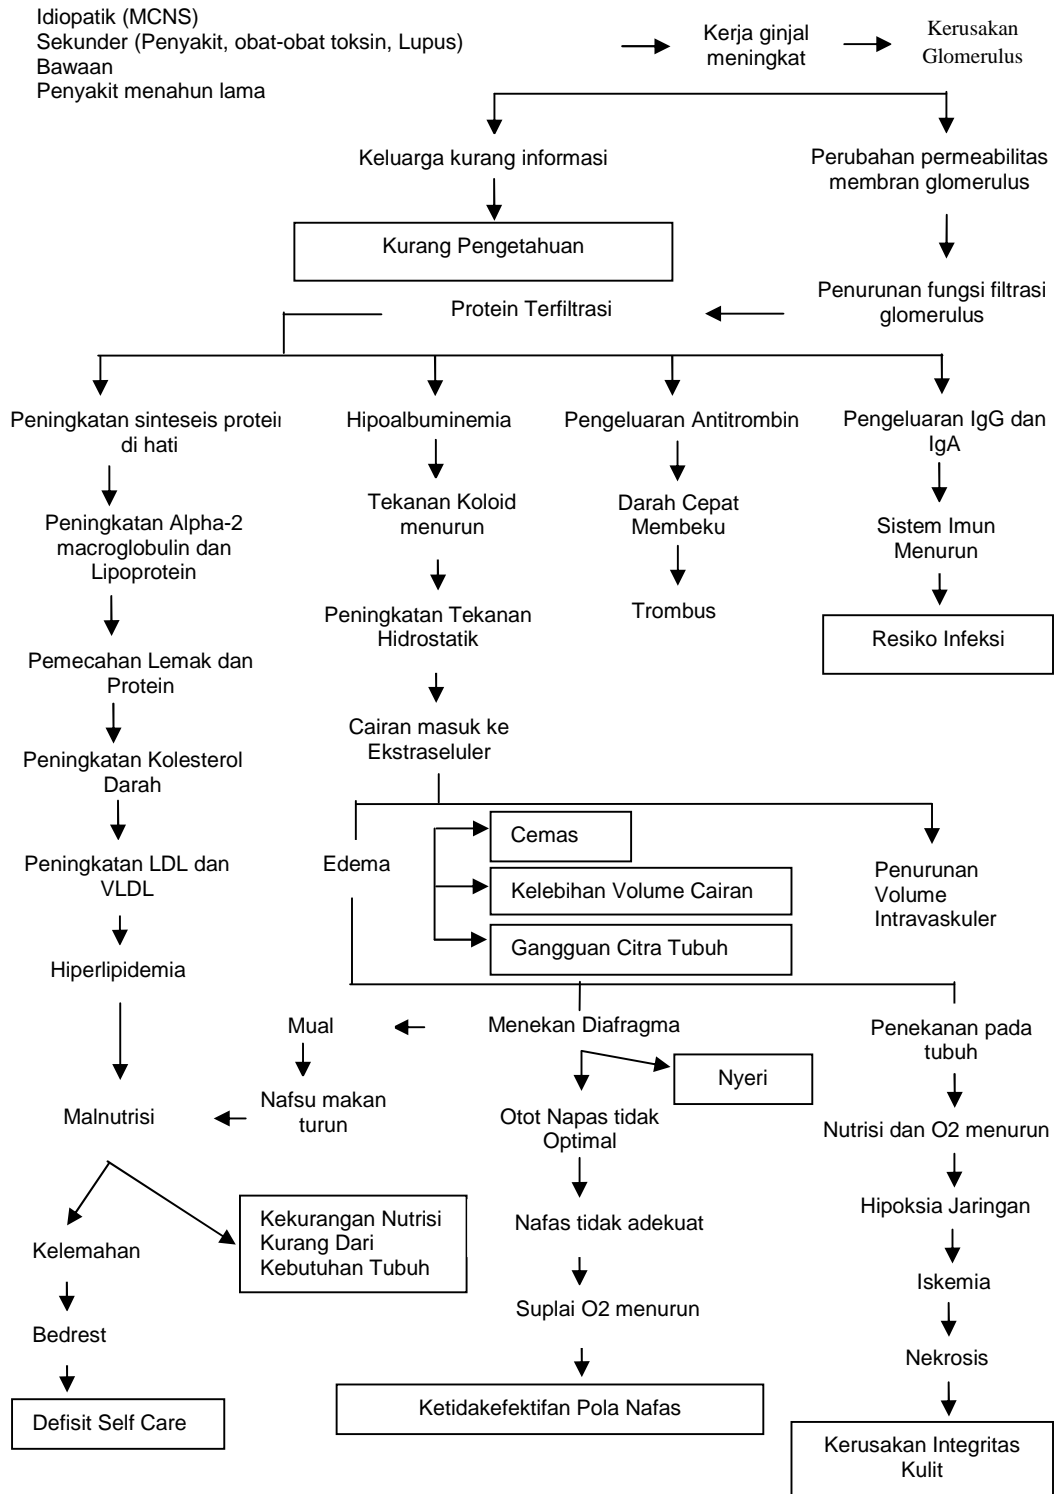 Idiopatik (MCNS)
Sekunder (Penyakit, obat-obat toksin, Lupus)
Bawaan
Penyakit menahun lama
Kerja ginjal
meningkat
Kerusakan
Glomerulus
Keluarga kurang informasi
Perubahan permeabilitas
membran glomerulus
Kurang Pengetahuan
Penurunan fungsi filtrasi
glomerulus
Protein Terfiltrasi
Peningkatan sinteseis protein
di hati
Hipoalbuminemia
Pengeluaran Antitrombin
Pengeluaran IgG dan
IgA
Peningkatan Alpha-2
macroglobulin dan
Lipoprotein
Tekanan Koloid
menurun
Darah Cepat
Membeku
Sistem Imun
Menurun
Peningkatan Tekanan
Hidrostatik
Trombus
Resiko Infeksi
Pemecahan Lemak dan
Protein
Cairan masuk ke
Ekstraseluler
Peningkatan Kolesterol
Darah
Peningkatan LDL dan
VLDL
Edema
Cemas
Kelebihan Volume Cairan
Gangguan Citra Tubuh
Penurunan
Volume
Intravaskuler
Hiperlipidemia
Mual
Menekan Diafragma
Penekanan pada
tubuh
Nyeri
Malnutrisi
Nafsu makan
turun
Otot Napas tidak
Optimal
Nutrisi dan O2 menurun
Kekurangan Nutrisi
Kurang Dari
Kebutuhan Tubuh
Nafas tidak adekuat
Hipoksia Jaringan
Kelemahan
Iskemia
Suplai O2 menurun
Bedrest
Nekrosis
Defisit Self Care
Ketidakefektifan Pola Nafas
Kerusakan Integritas
Kulit